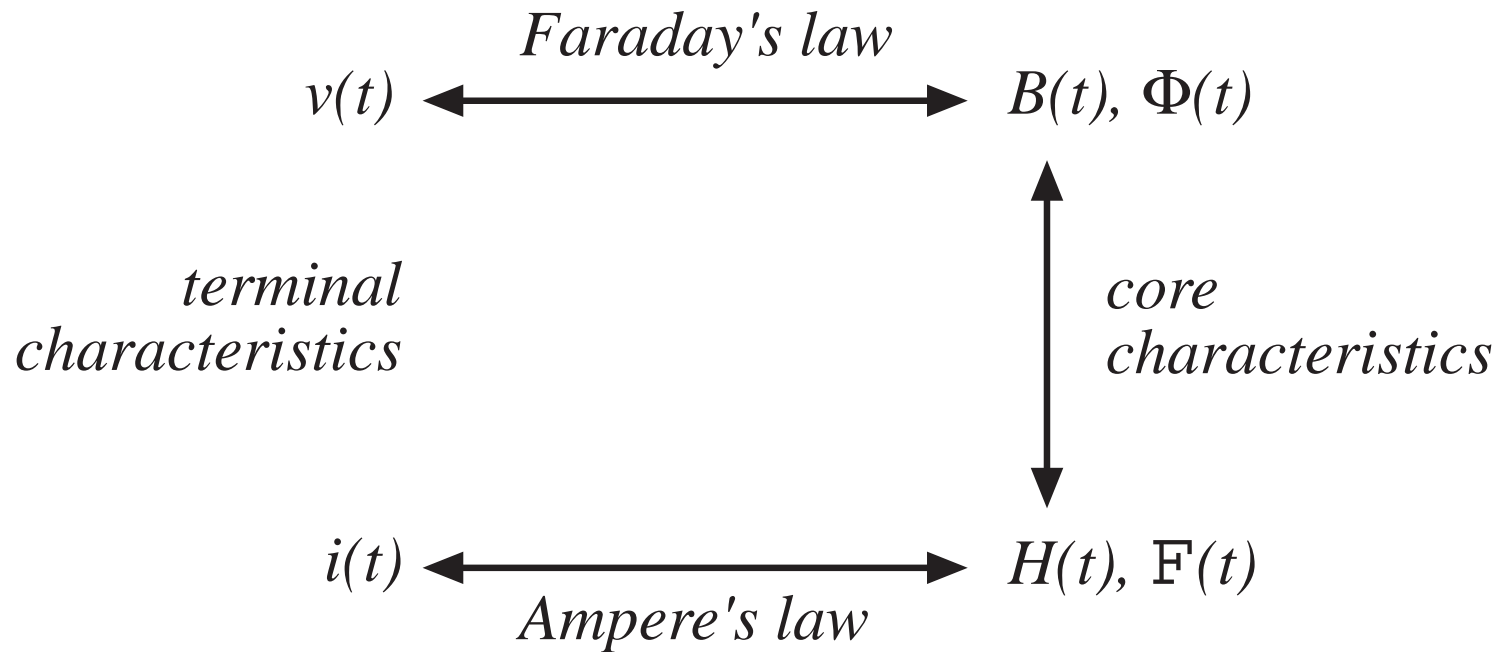 Faraday's law
v(t)
B(t), Φ(t)
terminal
characteristics
core
characteristics
i(t)
H(t), F(t)
Ampere's law